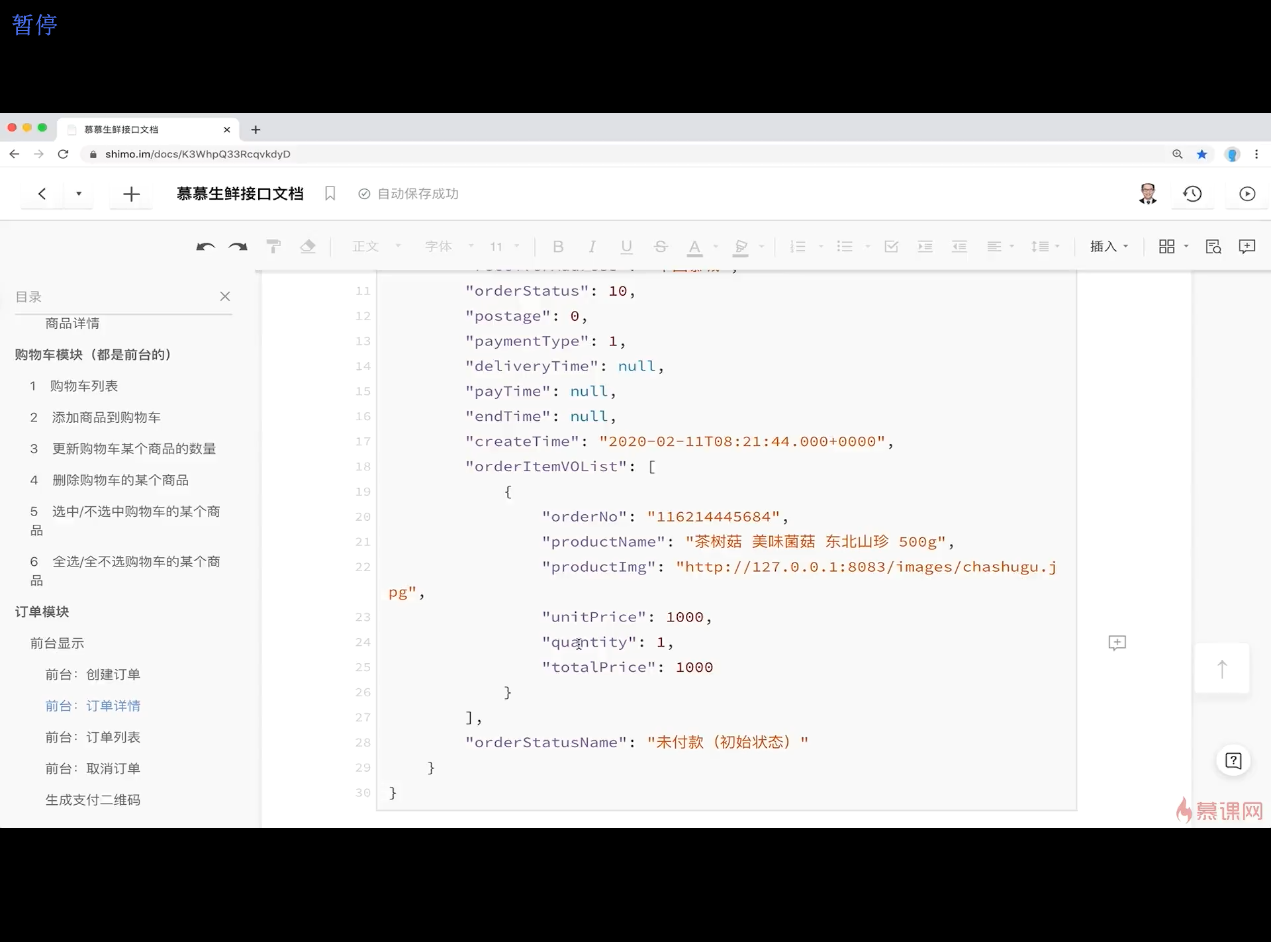 暂停
慕慕生鲜接口文档
shimo.im/docs/K3WhpQ33RcqvkdyD
慕慕生鲜接口文档 自动保存成功
正文 字体 11 B I U S A 插入
目录
商品详情
购物车模块（都是前台的）
1 购物车列表
2 添加商品到购物车
3 更新购物车某个商品的数量
4 删除购物车的某个商品
5 选中/不选中购物车的某个商
品
6 全选/全不选购物车的某个商
品
订单模块
前台显示
前台：创建订单
前台：订单详情
前台：订单列表
前台：取消订单
生成支付二维码
11 "orderStatus": 10,
12 "postage": 0,
13 "paymentType": 1,
14 "deliveryTime": null,
15 "payTime": null,
16 "endTime": null,
17 "createTime": "2020-02-11T08:21:44.000+0000",
18 "orderItemVOList": [
19 {
20 "orderNo": "116214445684",
21 "productName": "茶树菇 美味菌菇 东北山珍 500g",
22 "productImg": "http://127.0.0.1:8083/images/chashugu.j
pg",
23 "unitPrice": 1000,
24 "quantity": 1,
25 "totalPrice": 1000
26 }
27 ],
28 "orderStatusName": "未付款（初始状态）"
29 }
30 }
慕课网